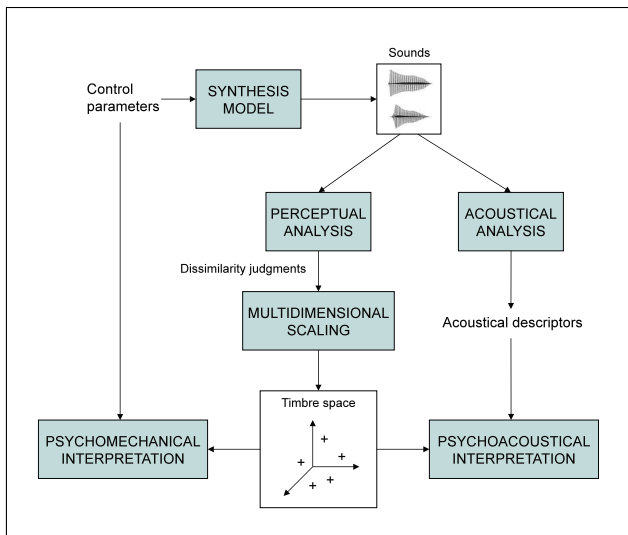 Sounds
Control
parameters
SYNTHESIS
MODEL
PERCEPTUAL
ANALYSIS
ACOUSTICAL
ANALYSIS
Dissimilarity judgments
MULTIDIMENSIONAL
SCALING
Acoustical descriptors
Timbre space
PSYCHOMECHANICAL
INTERPRETATION
PSYCHOACOUSTICAL
INTERPRETATION